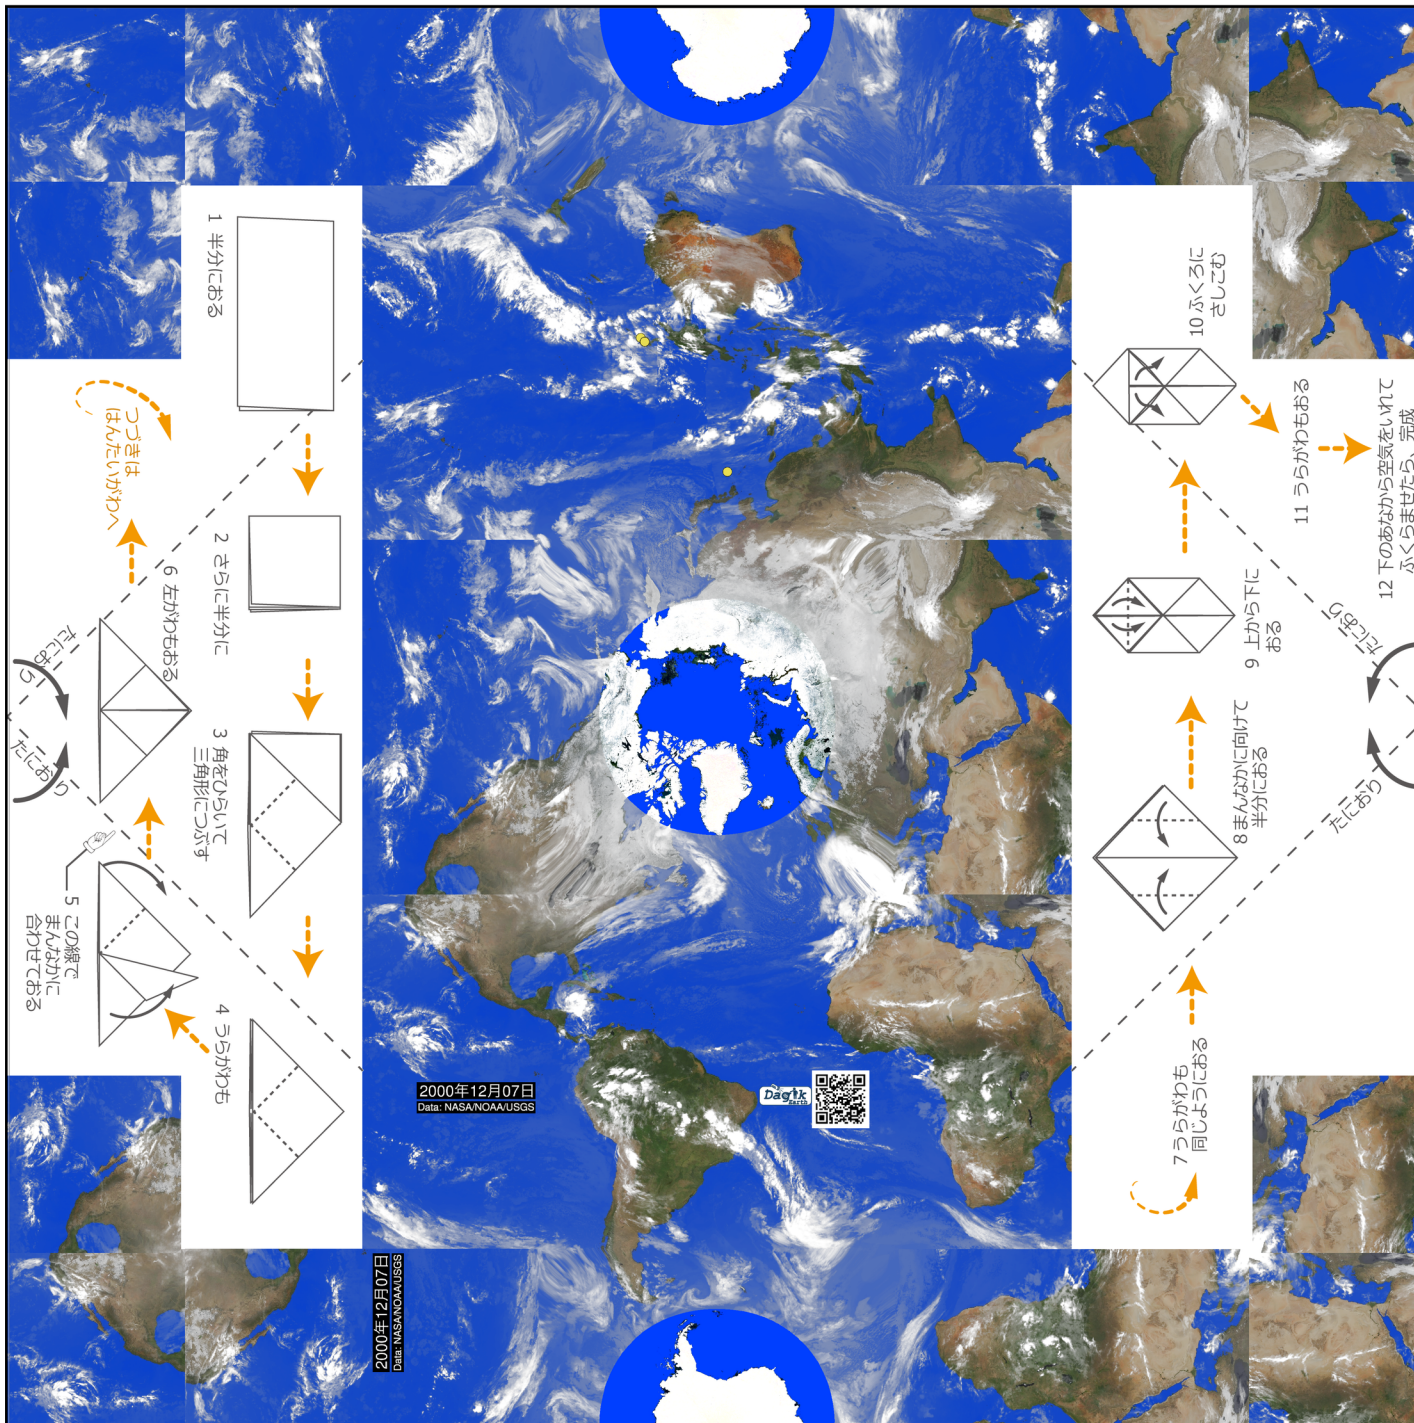 1 半分におる
2 さらに半分に
3 角をひらいて
三角形につぶす
4 うらがわも
5 この線で
まんなかに
合わせておる
6 左がわもおる
つづきは
はんたいがわへ
たにおり
たにおり
7 うらがわも
同じようにおる
8 まんなかに向けて
半分におる
9 上から下に
おる
10 ふくろに
さしこむ
11 うらがわもおる
12 下のあなから空気をいれて
ふくらませたら、完成
たにおり
たにおり
2000年12月07日
Data: NASA/NOAA/USGS
Dagik
Earth
2000年12月07日
Data: NASA/NOAA/USGS